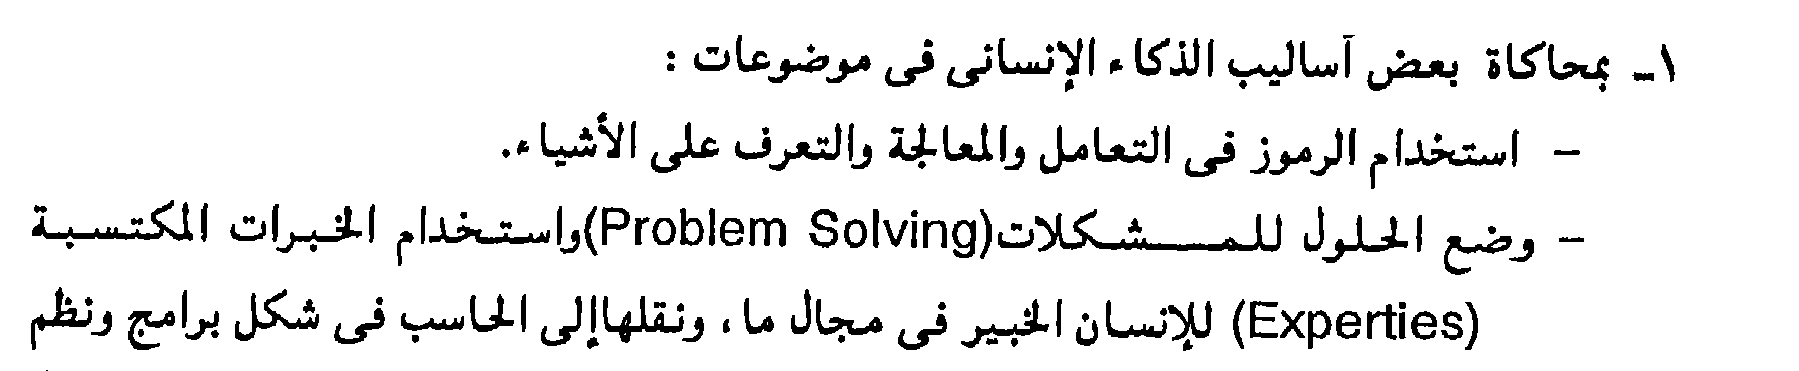 ١ــ بمحاكاة بعض أساليب الذكاء الإنسانى فى موضوعات :
– استخدام الرموز فى التعامل والمعالجة والتعرف على الأشياء.
– وضع الحلول للمشكلات(Problem Solving)واستخدام الخبرات المكتسبة
(Experties) للإنسان الخبير فى مجال ما، ونقلهاإلى الحاسب فى شكل برامج ونظم